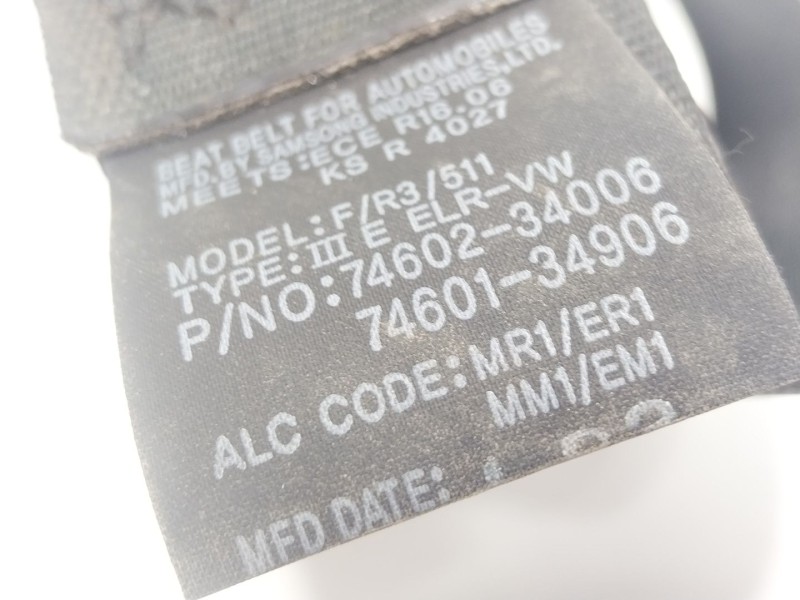 SEAT BELT FOR AUTOMOBILES
MFD.BY.SAMSONG INDUSTRIES,LTD.
MEETS:ECE R16.06
KS R 4027
MODEL:F/R3/511
TYPE:III E ELR-VW
P/NO:74602-34006
74601-34906
ALC CODE:MR1/ER1
MM1/EM1
MFD DATE: